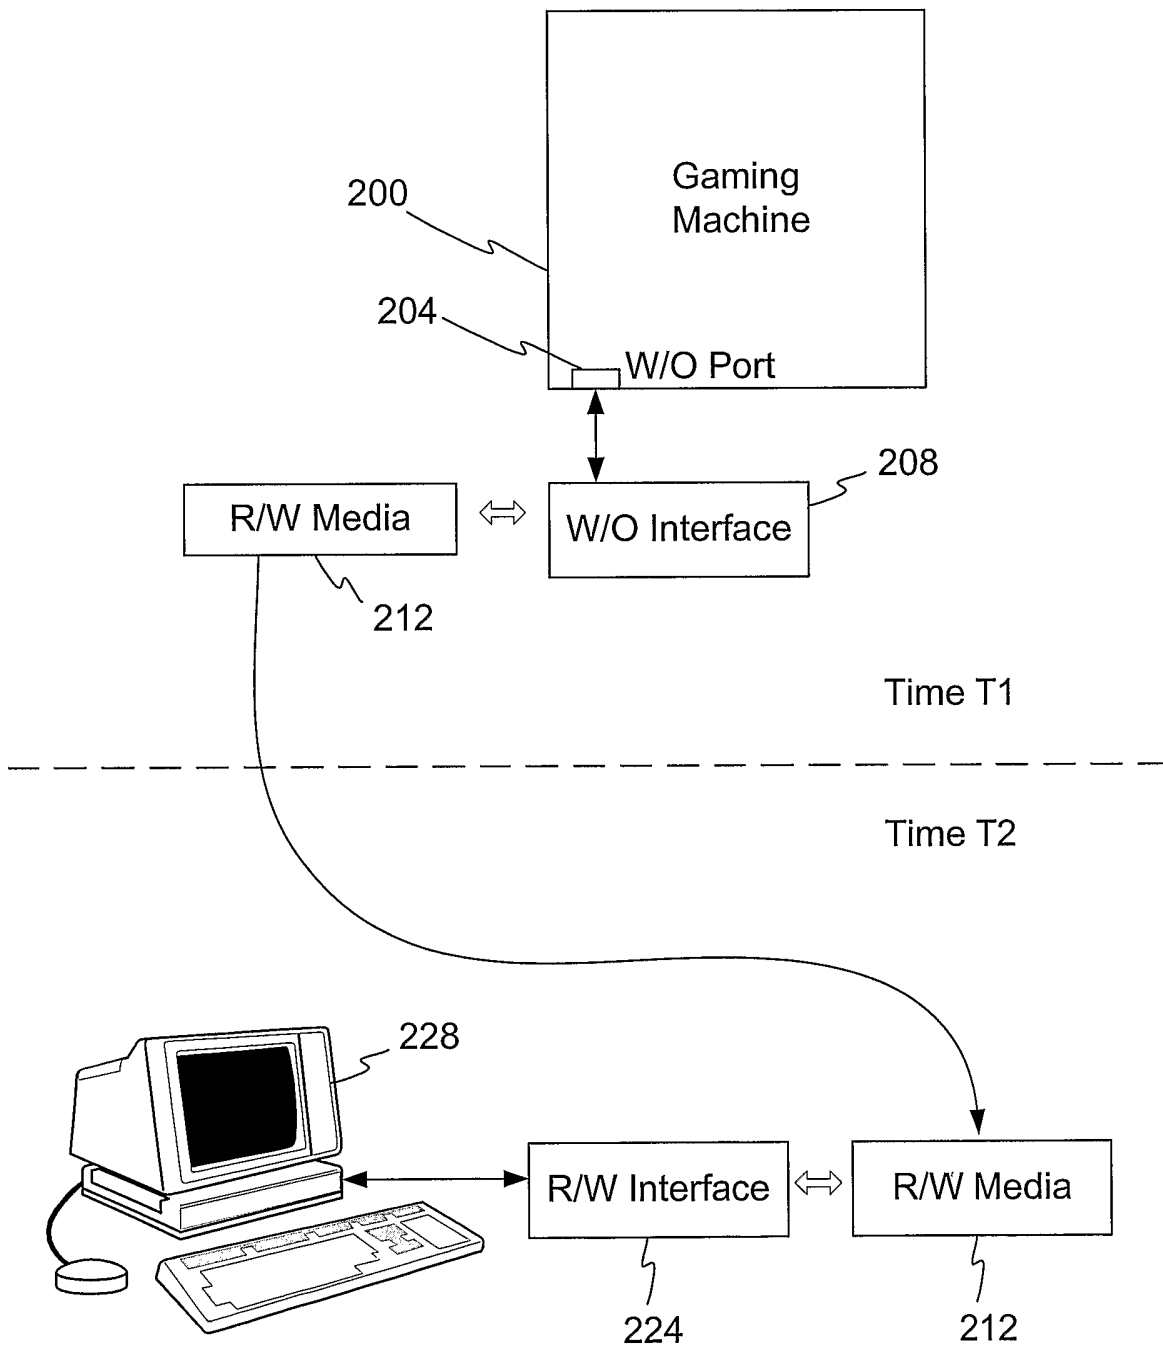 Gaming
Machine
200
204
W/O Port
208
R/W Media
W/O Interface
212
Time T1
Time T2
228
R/W Interface
R/W Media
224
212